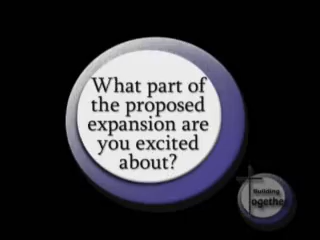 What part of
the proposed
expansion are
you excited
about?
Building
Together